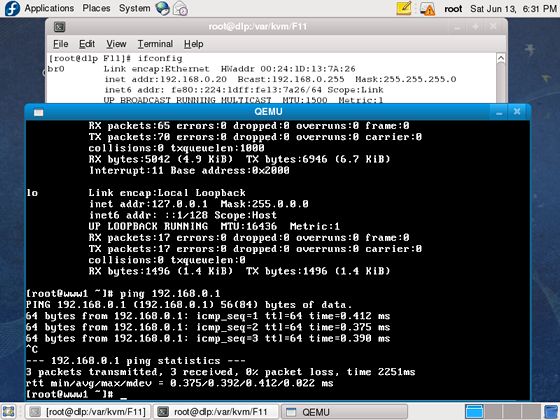 Applications Places System root Sat Jun 13, 6:31 PM
root@dlp:/var/kvm/F11
File Edit View Terminal Help
[root@dlp F11]# ifconfig
br0 Link encap:Ethernet HWaddr 00:24:1D:13:7A:26
inet addr:192.168.0.20 Bcast:192.168.0.255 Mask:255.255.255.0
inet6 addr: fe80::224:1dff:fe13:7a26/64 Scope:Link
UP BROADCAST RUNNING MULTICAST MTU:1500 Metric:1
QEMU
RX packets:65 errors:0 dropped:0 overruns:0 frame:0
TX packets:70 errors:0 dropped:0 overruns:0 carrier:0
collisions:0 txqueuelen:1000
RX bytes:5042 (4.9 KiB) TX bytes:6946 (6.7 KiB)
Interrupt:11 Base address:0x2000
lo Link encap:Local Loopback
inet addr:127.0.0.1 Mask:255.0.0.0
inet6 addr: ::1/128 Scope:Host
UP LOOPBACK RUNNING MTU:16436 Metric:1
RX packets:17 errors:0 dropped:0 overruns:0 frame:0
TX packets:17 errors:0 dropped:0 overruns:0 carrier:0
collisions:0 txqueuelen:0
RX bytes:1496 (1.4 KiB) TX bytes:1496 (1.4 KiB)
[root@www1 ~]# ping 192.168.0.1
PING 192.168.0.1 (192.168.0.1) 56(84) bytes of data.
64 bytes from 192.168.0.1: icmp_seq=1 ttl=64 time=0.412 ms
64 bytes from 192.168.0.1: icmp_seq=2 ttl=64 time=0.375 ms
64 bytes from 192.168.0.1: icmp_seq=3 ttl=64 time=0.390 ms
^C
--- 192.168.0.1 ping statistics ---
3 packets transmitted, 3 received, 0% packet loss, time 2251ms
rtt min/avg/max/mdev = 0.375/0.392/0.412/0.022 ms
[root@www1 ~]# _
[root@dlp:/var/kvm/F11] root@dlp:/var/kvm/F11 QEMU